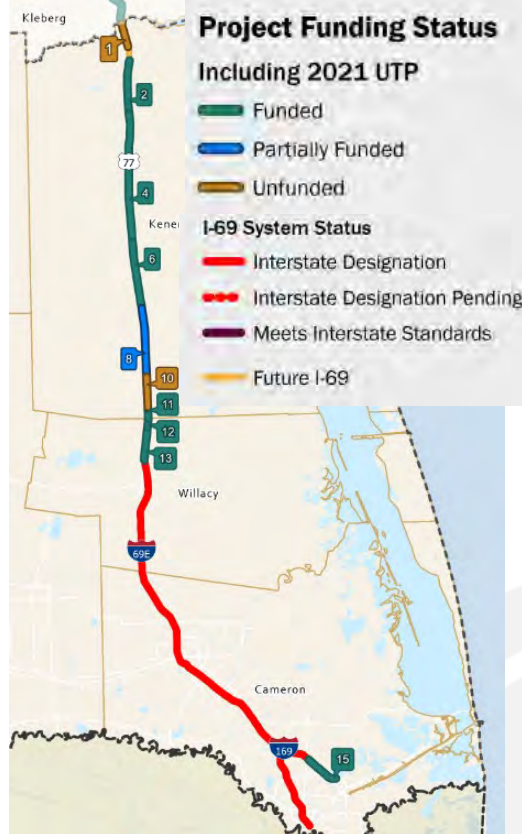 Kleberg
Project Funding Status
Including 2021 UTP
Funded
Partially Funded
Unfunded
I-69 System Status
Interstate Designation
Interstate Designation Pending
Meets Interstate Standards
Future I-69
1
2
77
4
Kene
6
8
10
11
12
13
Willacy
69E
Cameron
169
15